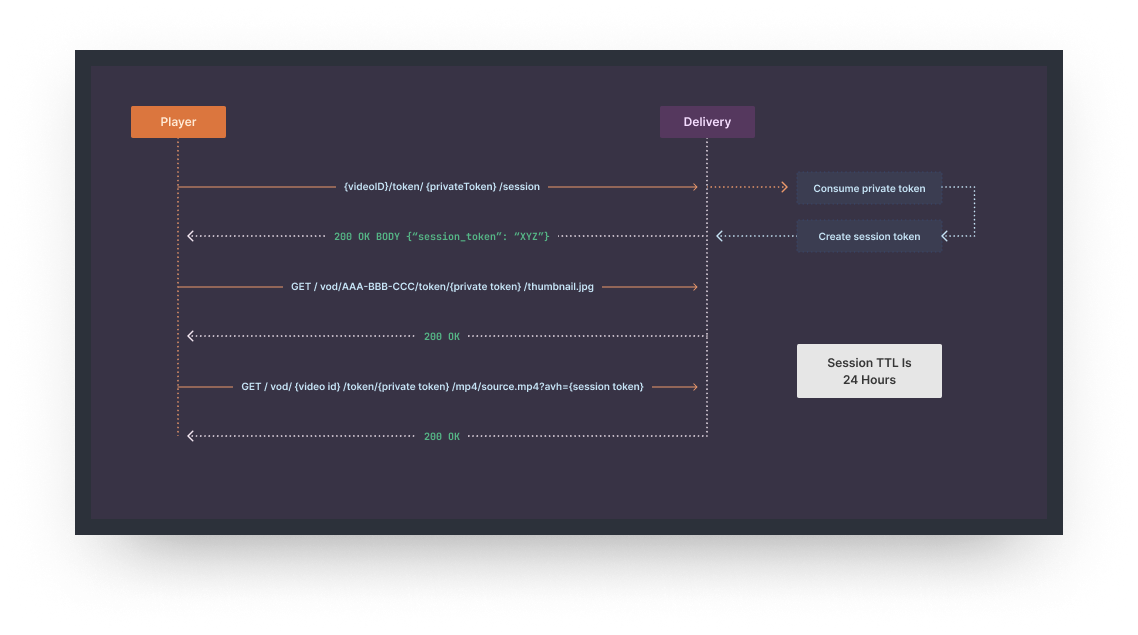 Player
Delivery
{videoID}/token/ {privateToken} /session
Consume private token
200 OK BODY {“session_token”: “XYZ”}
Create session token
GET / vod/AAA-BBB-CCC/token/{private token} /thumbnail.jpg
200 OK
Session TTL Is
24 Hours
GET / vod/ {video id} /token/{private token} /mp4/source.mp4?avh={session token}
200 OK